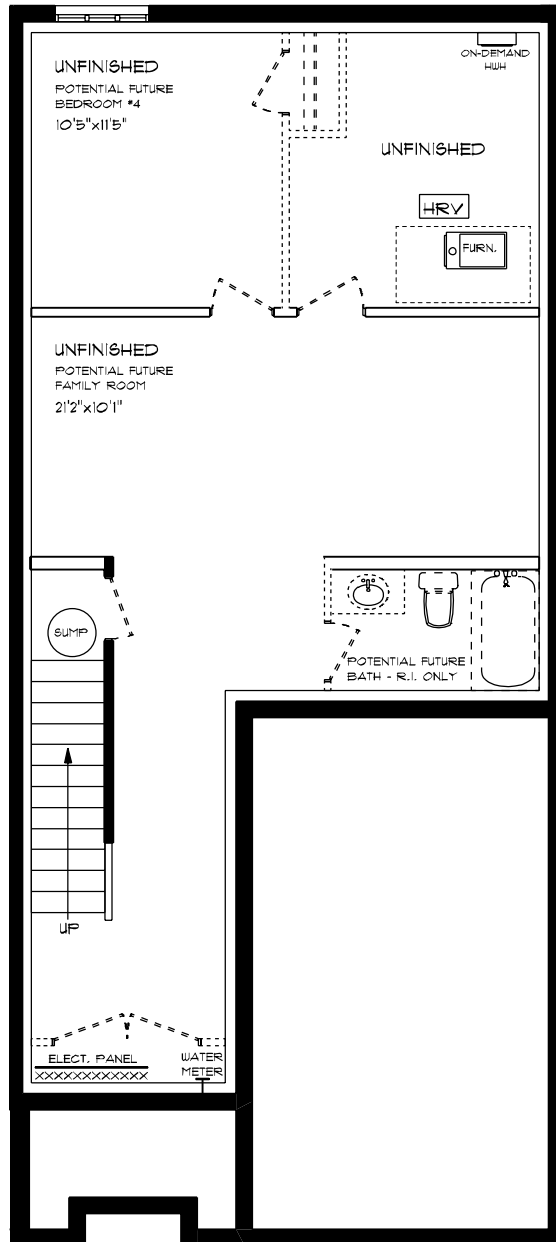 UNFINISHED
POTENTIAL FUTURE
BEDROOM #4
10'5"x11'5"
ON-DEMAND
HWH
UNFINISHED
HRV
FURN.
UNFINISHED
POTENTIAL FUTURE
FAMILY ROOM
21'2"x10'1"
SUMP
POTENTIAL FUTURE
BATH - R.I. ONLY
UP
ELECT. PANEL
WATER
METER